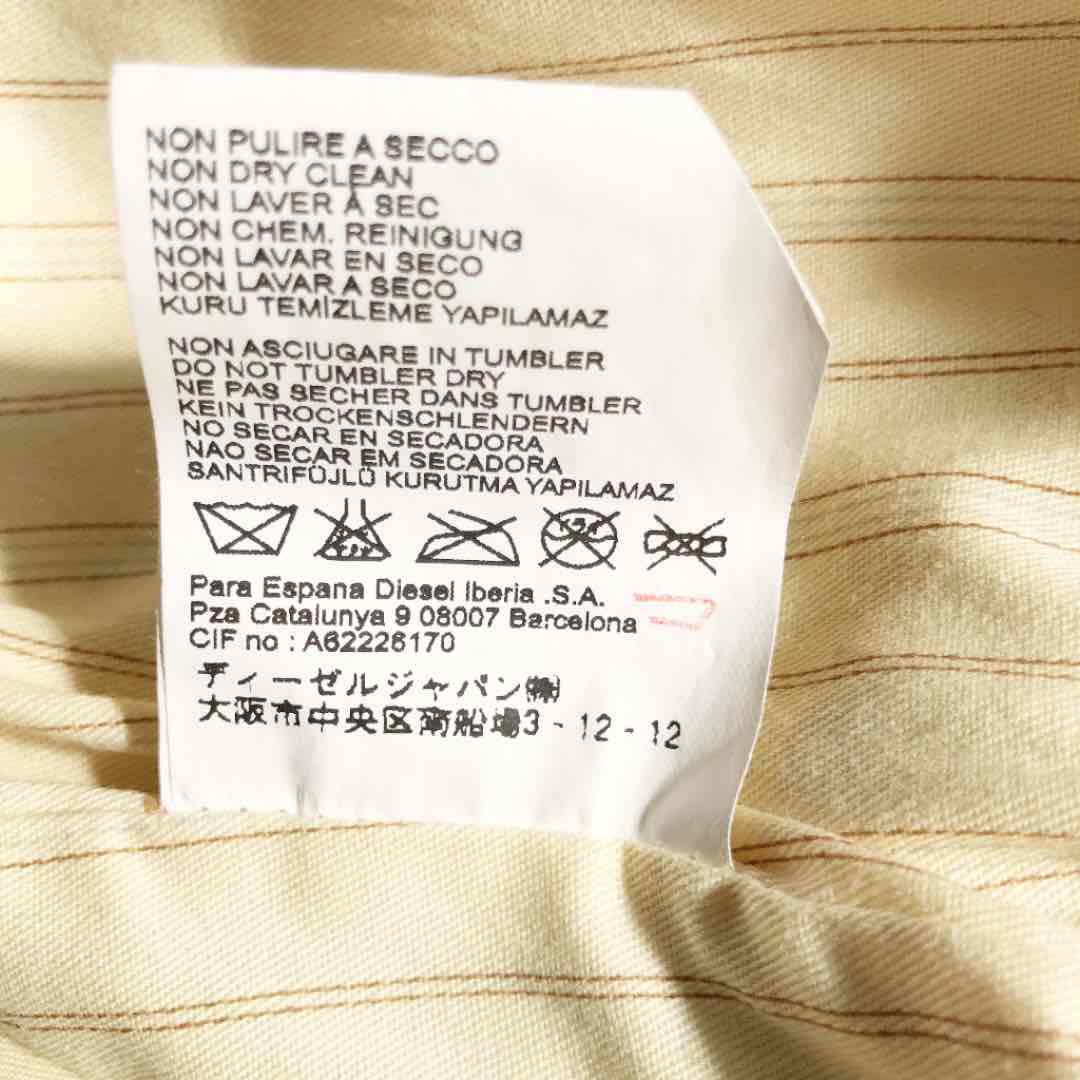 NON PULIRE A SECCO
NON DRY CLEAN
NON LAVER À SEC
NON CHEM. REINIGUNG
NON LAVAR EN SECO
NON LAVAR A SECO
KURU TEMİZLEME YAPILAMAZ
NON ASCIUGARE IN TUMBLER
DO NOT TUMBLER DRY
NE PAS SECHER DANS TUMBLER
KEIN TROCKENSCHLENDERN
NO SECAR EN SECADORA
NAO SECAR EM SECADORA
SANTRIFÜJLÜ KURUTMA YAPILAMAZ
Para Espana Diesel Iberia .S.A.
Pza Catalunya 9 08007 Barcelona
CIF no : A62226170
ディーゼルジャパン㈱
大阪市中央区南船場3 - 12 - 12